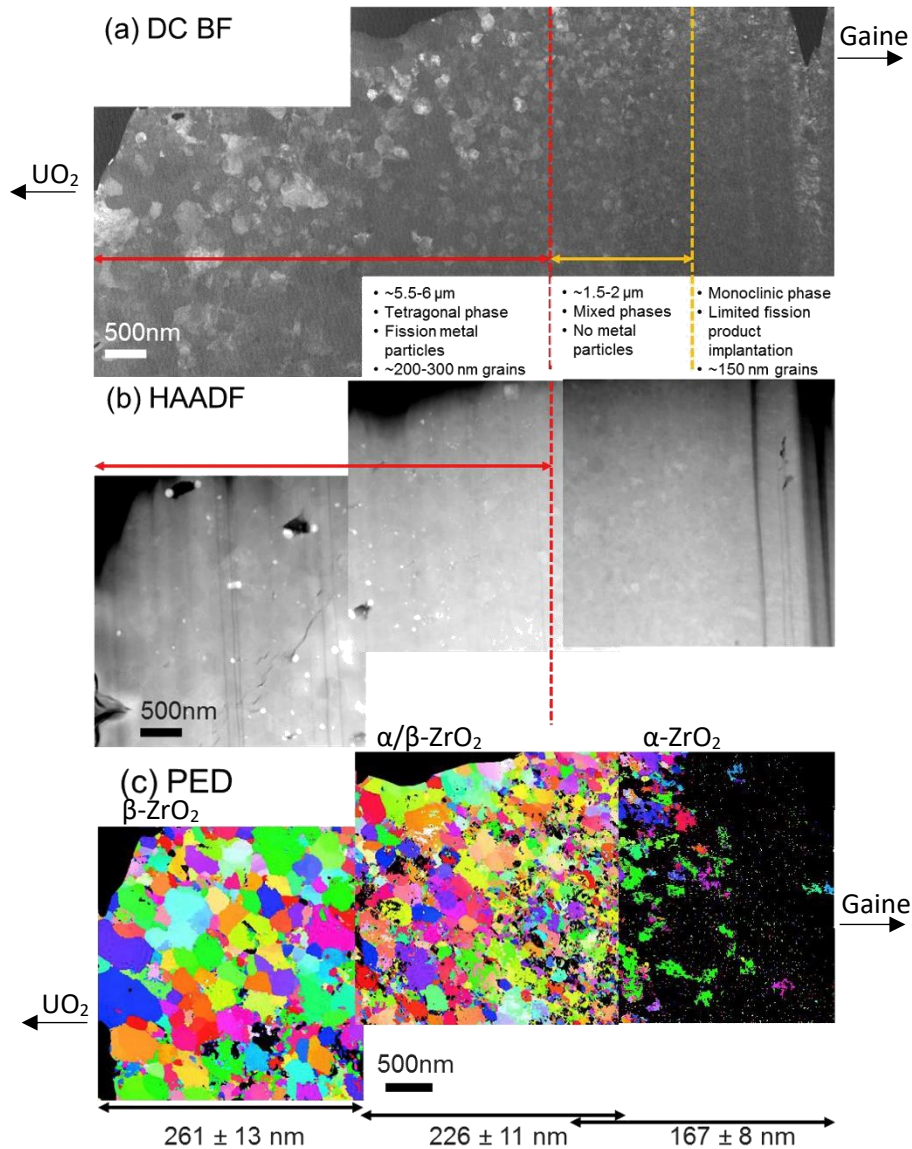 (a) DC BF
Gaine
UO₂
• ~5.5-6 µm
• Tetragonal phase
• Fission metal
particles
• ~200-300 nm grains
• ~1.5-2 µm
• Mixed phases
• No metal
particles
• Monoclinic phase
• Limited fission
product
implantation
• ~150 nm grains
500nm
(b) HAADF
500nm
α/β-ZrO₂
α-ZrO₂
(c) PED
β-ZrO₂
Gaine
UO₂
500nm
261 ± 13 nm
226 ± 11 nm
167 ± 8 nm